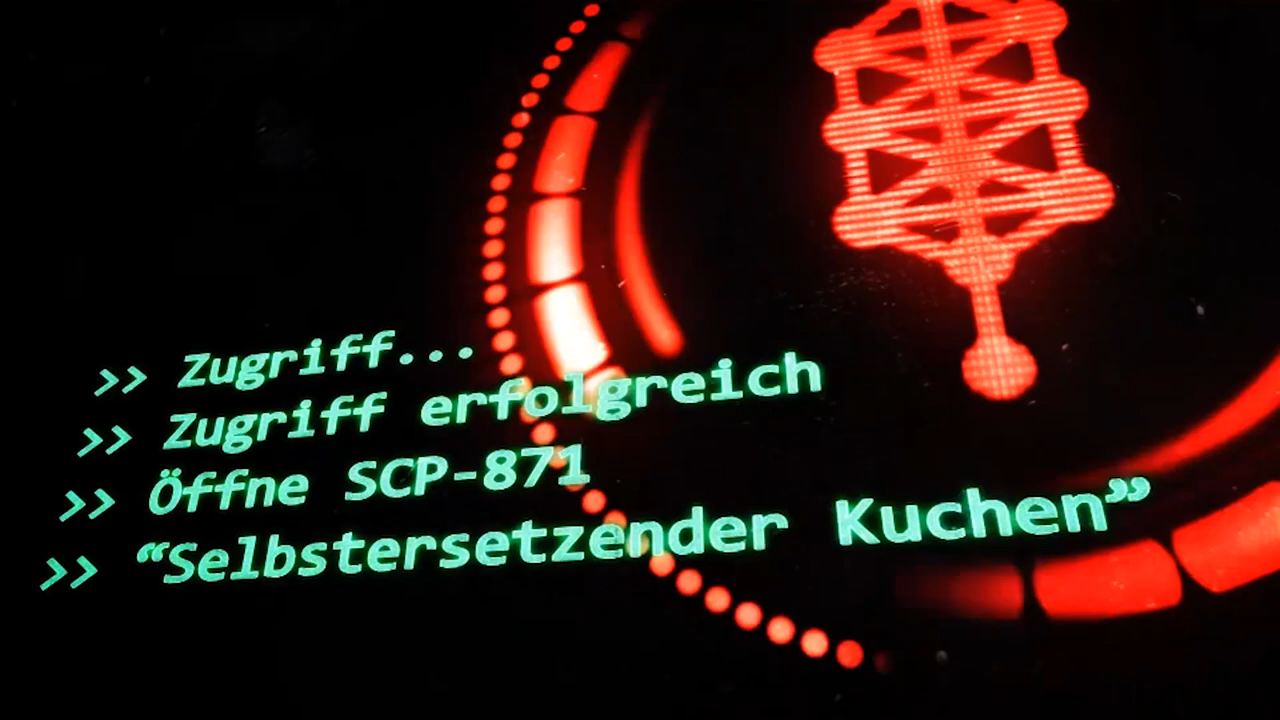 >> Zugriff...
>> Zugriff erfolgreich
>> Öffne SCP-871
>> “Selbstersetzender Kuchen”